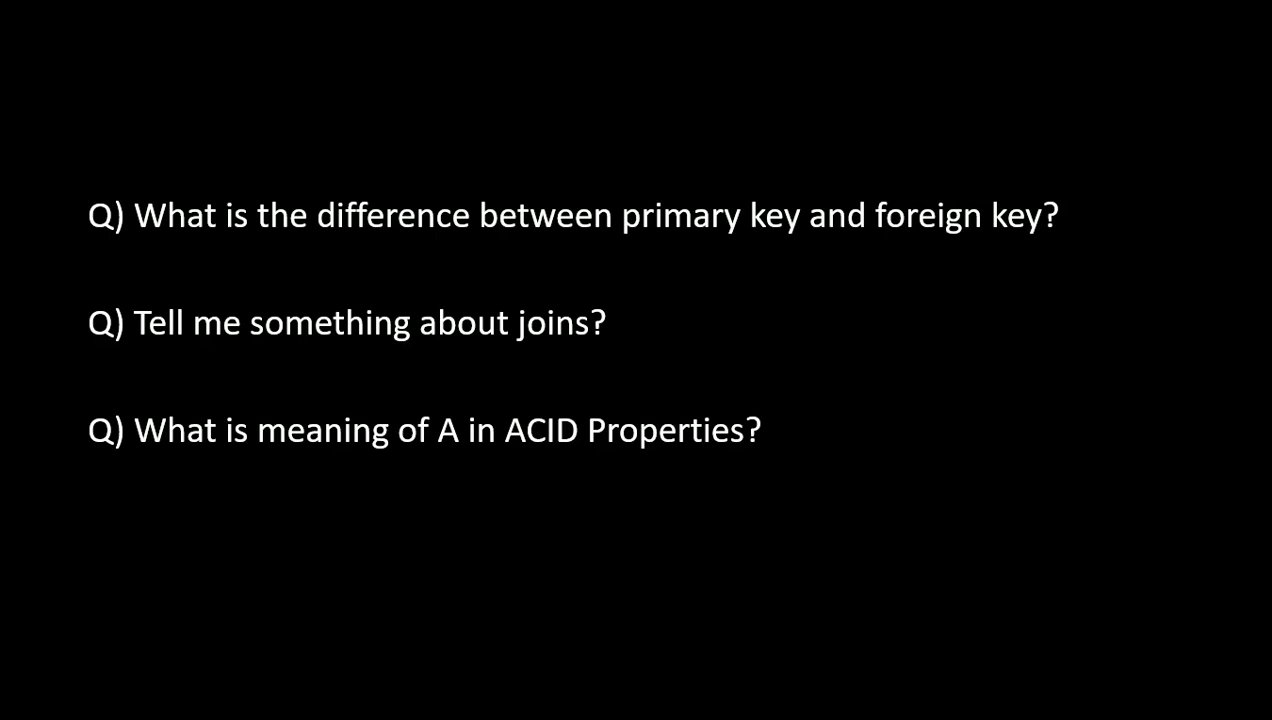 Q) What is the difference between primary key and foreign key?
Q) Tell me something about joins?
Q) What is meaning of A in ACID Properties?